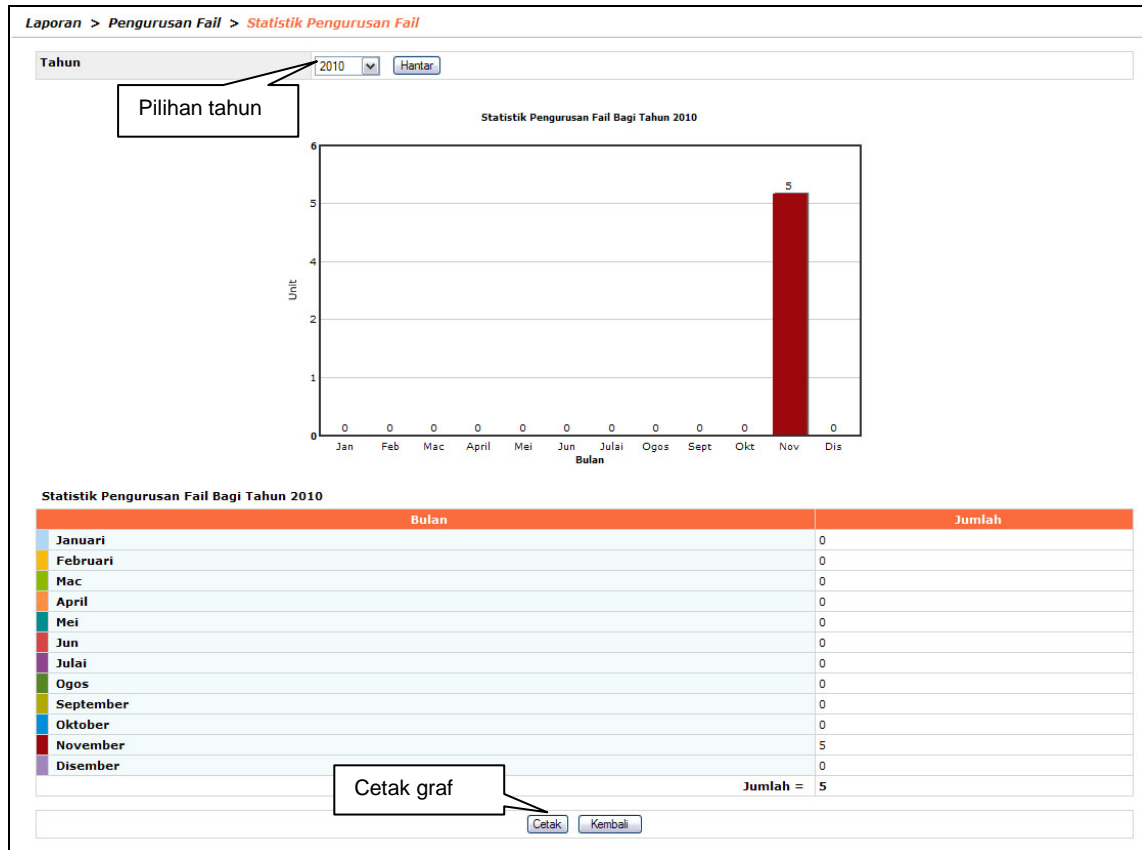 Laporan > Pengurusan Fail > Statistik Pengurusan Fail
Tahun 2010 Hantar
Pilihan tahun
Statistik Pengurusan Fail Bagi Tahun 2010
6
5
5
4
Unit
2
1
0 0 0 0 0 0 0 0 0 0 0 0
Jan Feb Mac April Mei Jun Julai Ogos Sept Okt Nov Dis
Bulan
Statistik Pengurusan Fail Bagi Tahun 2010
Bulan Jumlah
Januari 0
Februari 0
Mac 0
April 0
Mei 0
Jun 0
Julai 0
Ogos 0
September 0
Oktober 0
November 5
Disember 0
Jumlah = 5
Cetak graf
Cetak Kembali